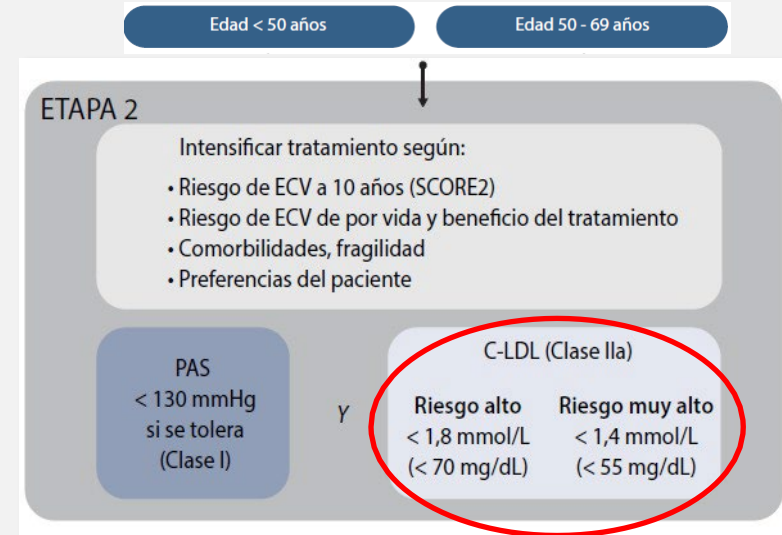 Edad < 50 años
Edad 50 - 69 años
ETAPA 2
Intensificar tratamiento según:
• Riesgo de ECV a 10 años (SCORE2)
• Riesgo de ECV de por vida y beneficio del tratamiento
• Comorbilidades, fragilidad
• Preferencias del paciente
PAS
< 130 mmHg
si se tolera
(Clase I)
Y
C-LDL (Clase IIa)
Riesgo alto
< 1,8 mmol/L
(< 70 mg/dL)
Riesgo muy alto
< 1,4 mmol/L
(< 55 mg/dL)